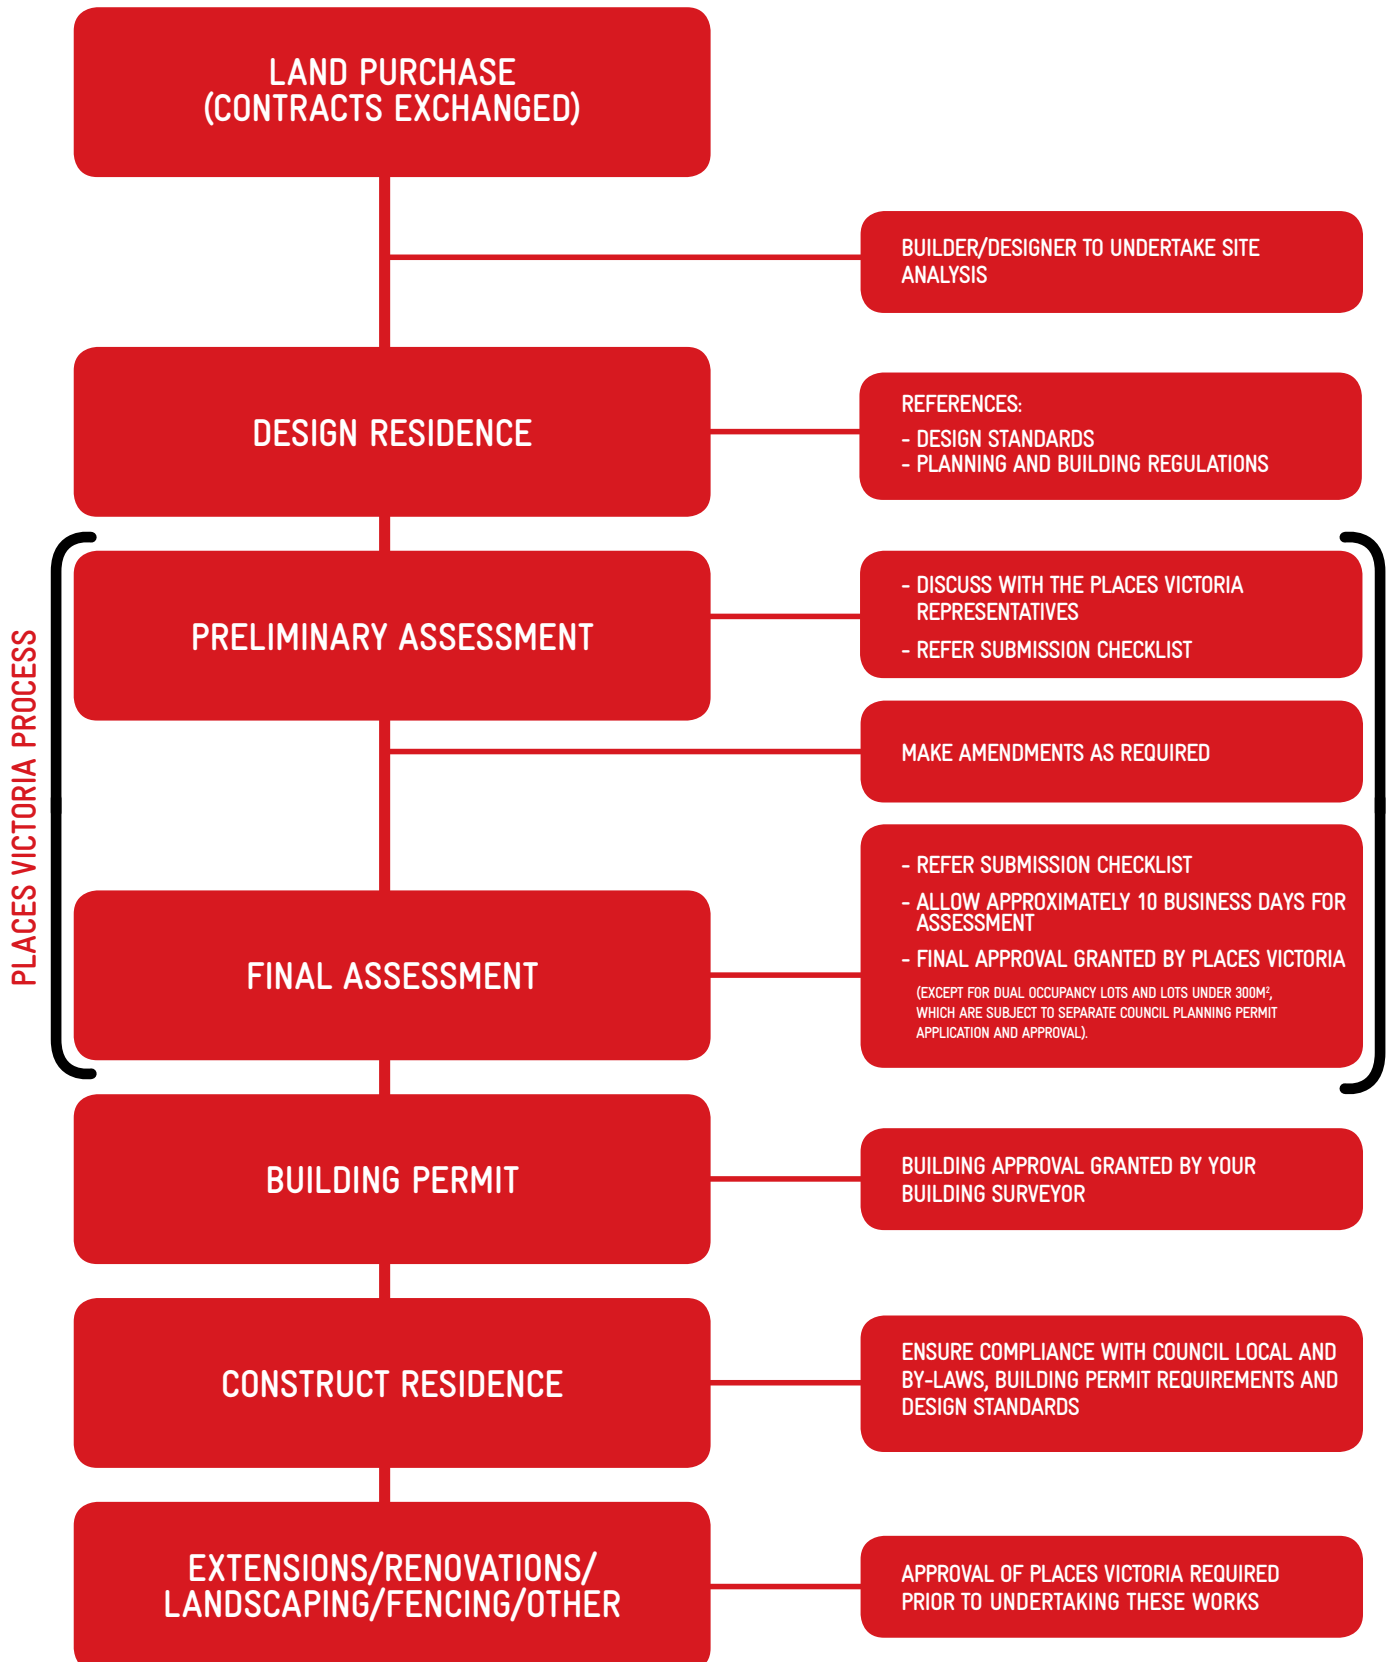 LAND PURCHASE
(CONTRACTS EXCHANGED)
BUILDER/DESIGNER TO UNDERTAKE SITE
ANALYSIS
DESIGN RESIDENCE
REFERENCES:
- DESIGN STANDARDS
- PLANNING AND BUILDING REGULATIONS
PLACES VICTORIA PROCESS
PRELIMINARY ASSESSMENT
- DISCUSS WITH THE PLACES VICTORIA
REPRESENTATIVES
- REFER SUBMISSION CHECKLIST
MAKE AMENDMENTS AS REQUIRED
FINAL ASSESSMENT
- REFER SUBMISSION CHECKLIST
- ALLOW APPROXIMATELY 10 BUSINESS DAYS FOR
ASSESSMENT
- FINAL APPROVAL GRANTED BY PLACES VICTORIA
(EXCEPT FOR DUAL OCCUPANCY LOTS AND LOTS UNDER 300M²,
WHICH ARE SUBJECT TO SEPARATE COUNCIL PLANNING PERMIT
APPLICATION AND APPROVAL).
BUILDING PERMIT
BUILDING APPROVAL GRANTED BY YOUR
BUILDING SURVEYOR
CONSTRUCT RESIDENCE
ENSURE COMPLIANCE WITH COUNCIL LOCAL AND
BY-LAWS, BUILDING PERMIT REQUIREMENTS AND
DESIGN STANDARDS
EXTENSIONS/RENOVATIONS/
LANDSCAPING/FENCING/OTHER
APPROVAL OF PLACES VICTORIA REQUIRED
PRIOR TO UNDERTAKING THESE WORKS